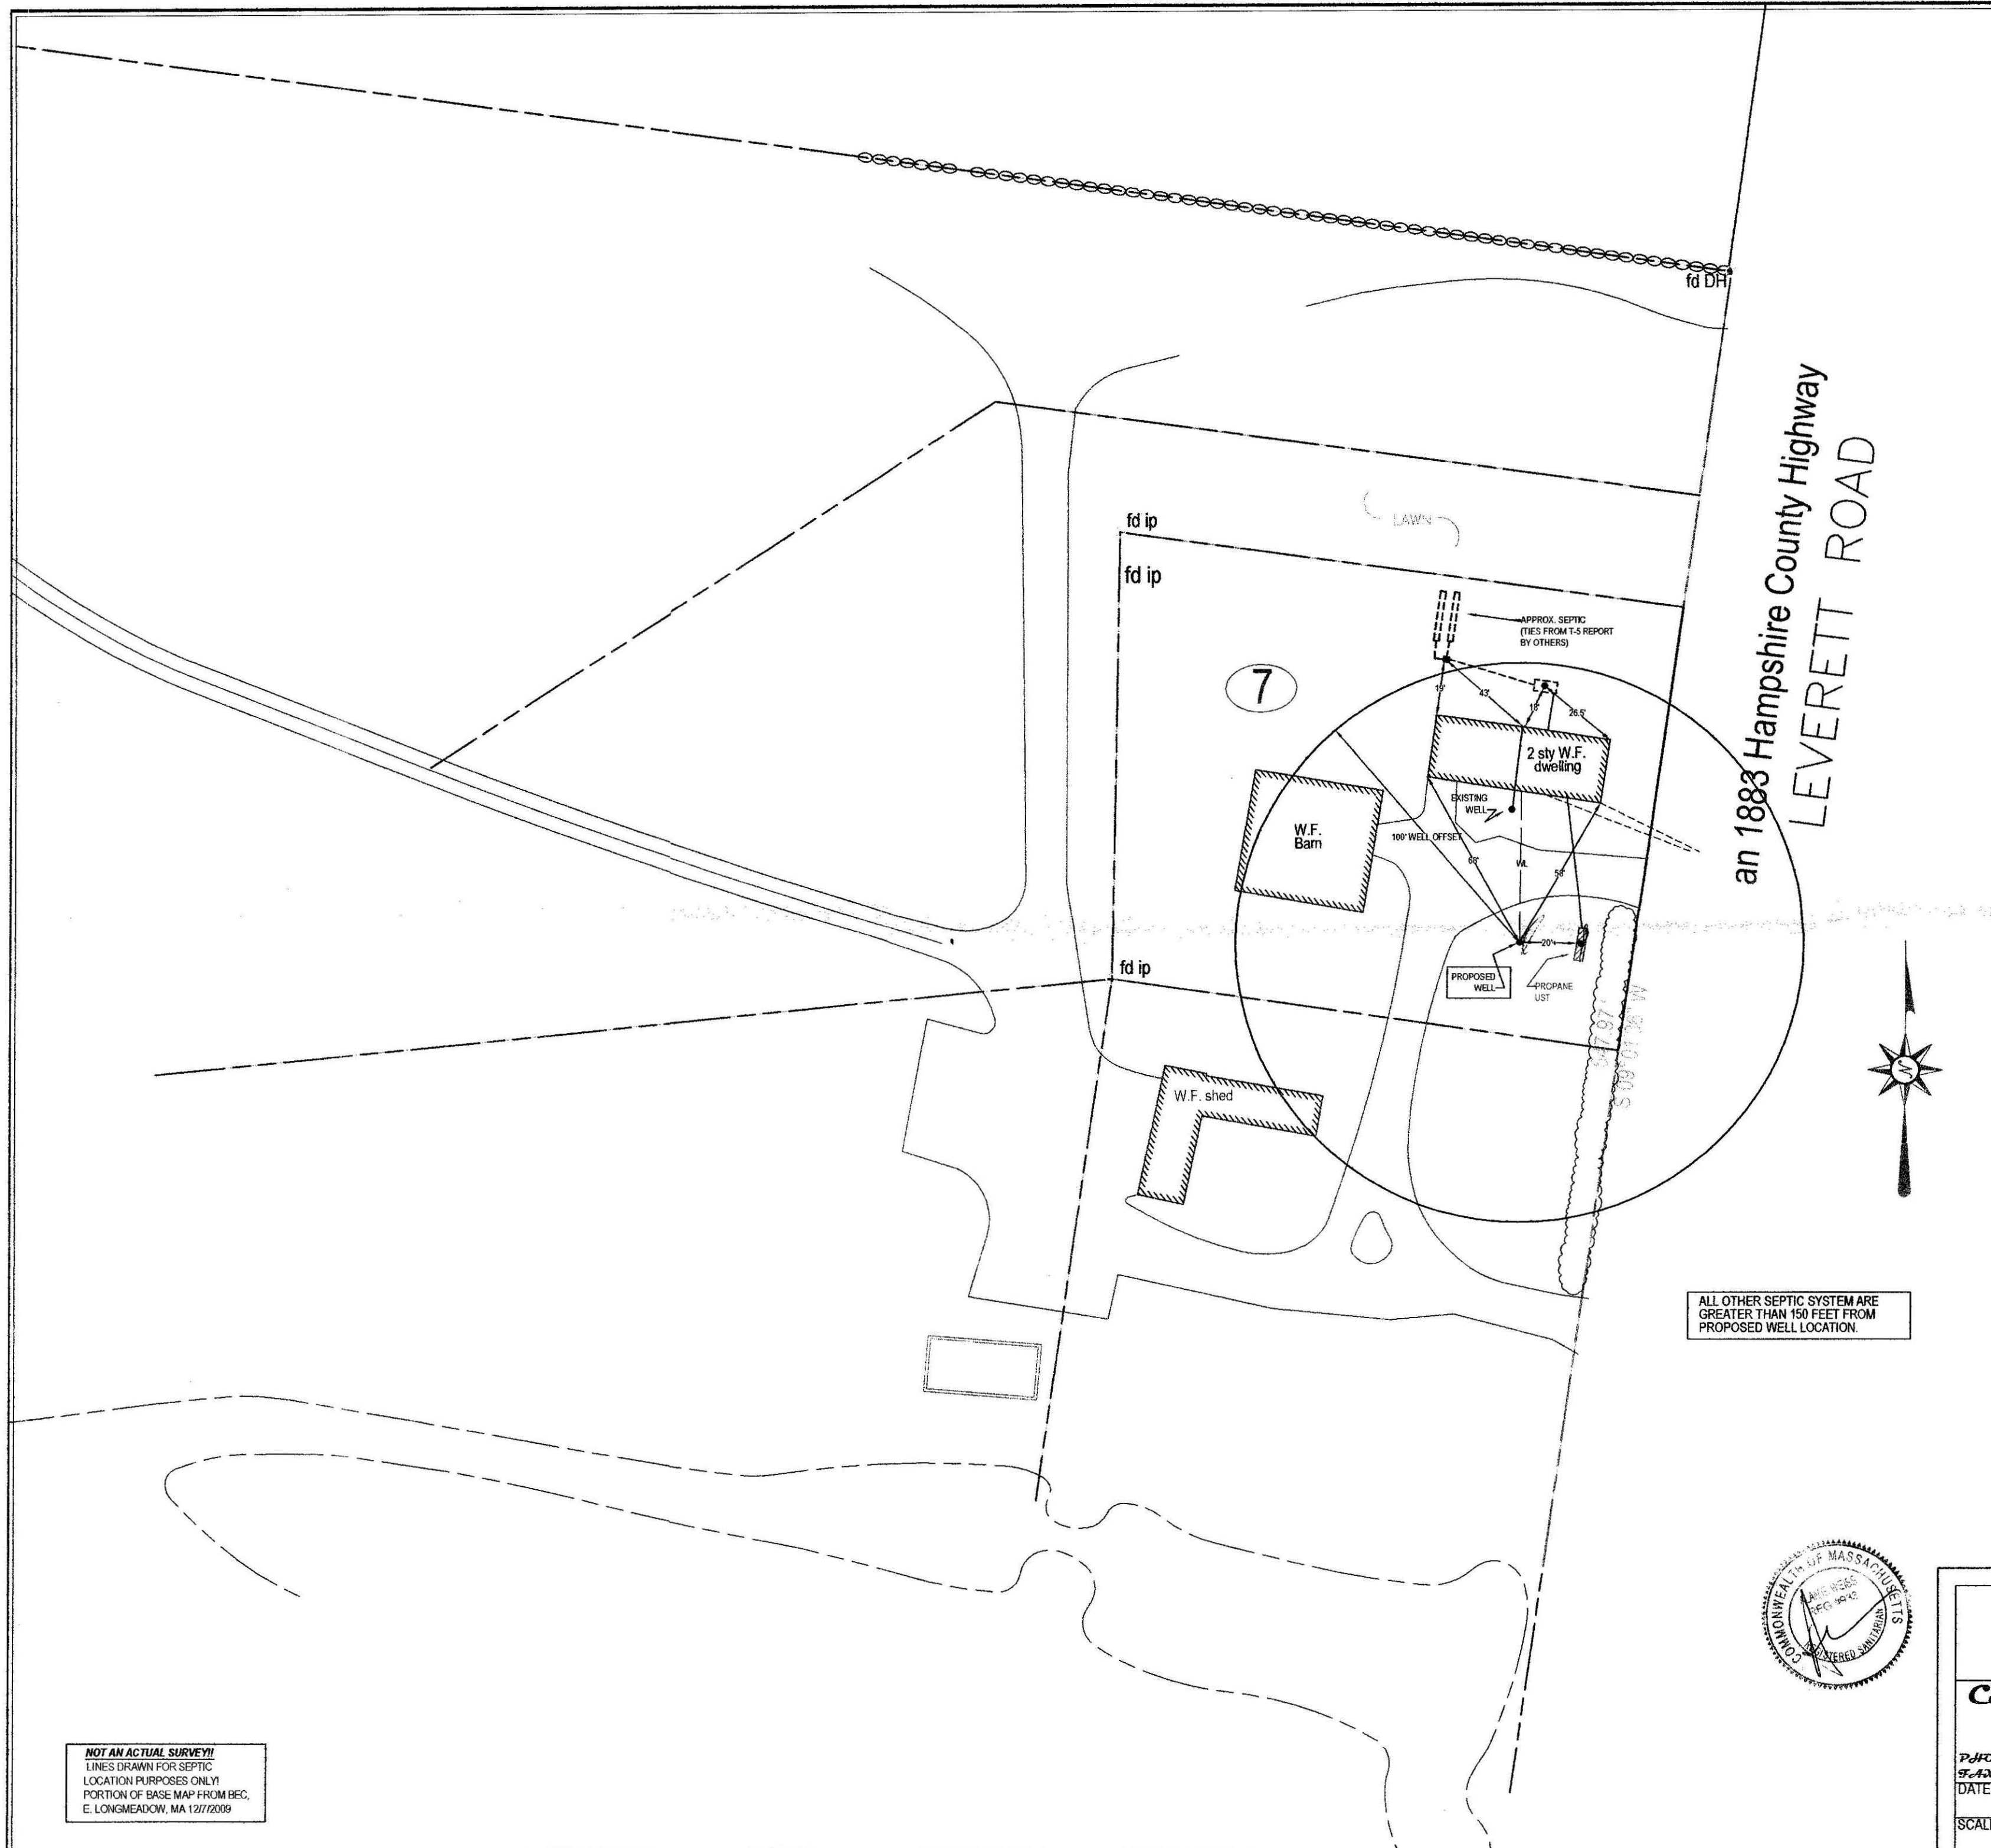 fd DH
an 1883 Hampshire County Highway
LEVERETT ROAD
LAWN
fd ip
fd ip
APPROX. SEPTIC
(TIES FROM T-5 REPORT
BY OTHERS)
7
19'
43'
18'
26.5'
2 sty W.F.
dwelling
EXISTING
WELL
W.F.
Barn
100' WELL OFFSET
WL
20'
PROPOSED
WELL
PROPANE
UST
fd ip
W.F. shed
N
ALL OTHER SEPTIC SYSTEM ARE
GREATER THAN 150 FEET FROM
PROPOSED WELL LOCATION.
COMMONWEALTH OF MASSACHUSETTS
REGISTERED SANITARIAN
NOT AN ACTUAL SURVEY!!
LINES DRAWN FOR SEPTIC
LOCATION PURPOSES ONLY!
PORTION OF BASE MAP FROM BEC,
E. LONGMEADOW, MA 12/7/2009
DATE